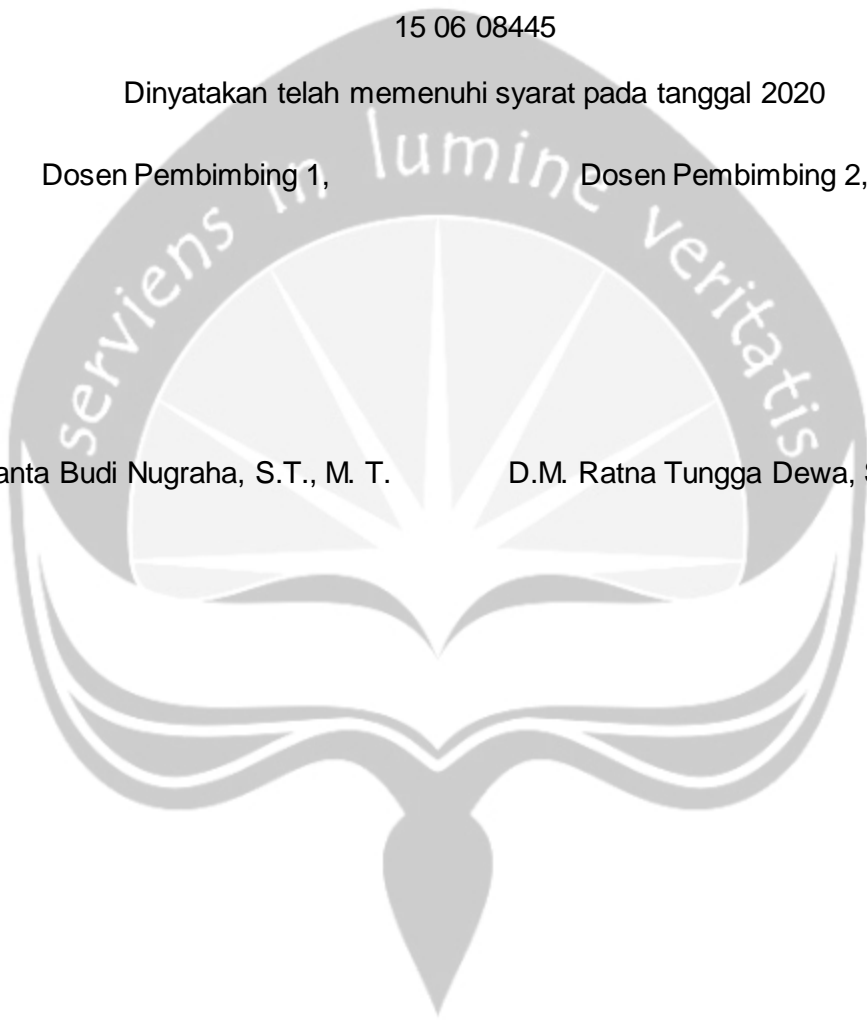 15 06 08445
Dinyatakan telah memenuhi syarat pada tanggal 2020
Dosen Pembimbing 1, Dosen Pembimbing 2,
serviens in lumine veritatis
anta Budi Nugraha, S.T., M. T. D.M. Ratna Tungga Dewa,